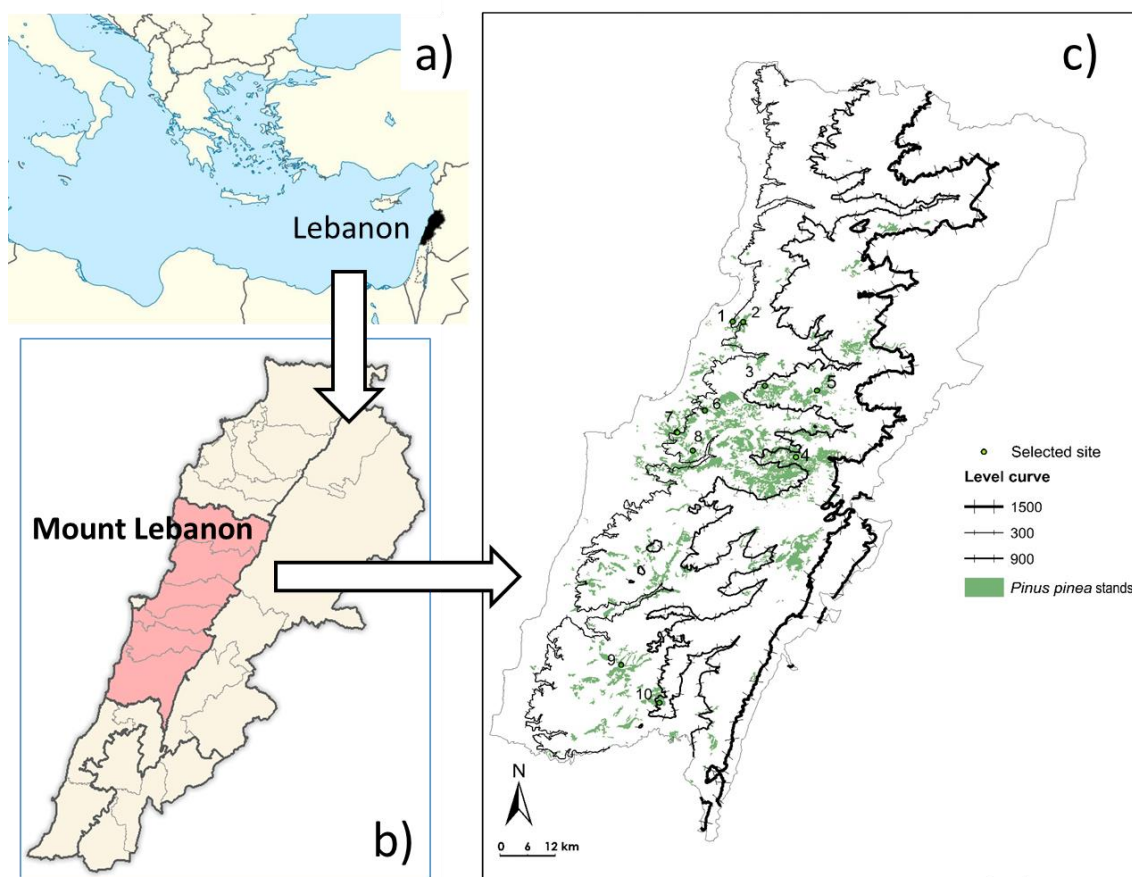 a)
Lebanon
Mount Lebanon
b)
c)
1
2
3
5
6
7
8
4
9
10
Selected site
Level curve
1500
300
900
Pinus pinea stands
N
0 6 12 km